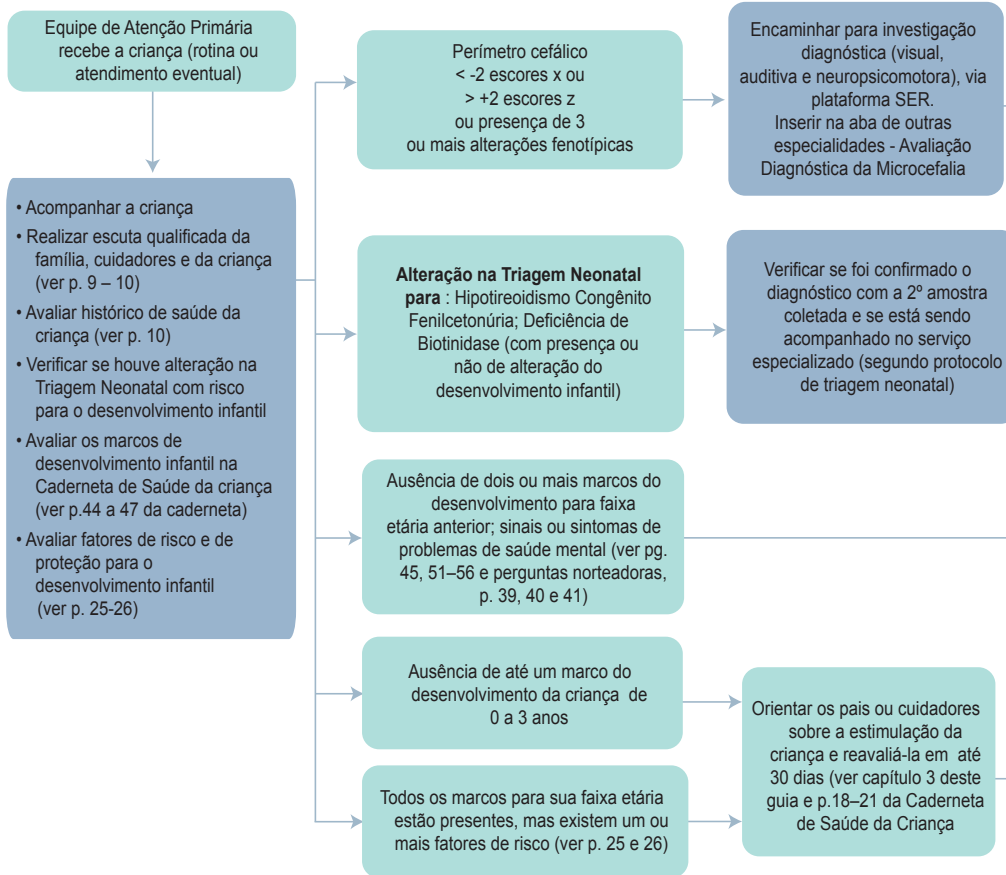 Equipe de Atenção Primária
recebe a criança (rotina ou
atendimento eventual)
• Acompanhar a criança
• Realizar escuta qualificada da
família, cuidadores e da criança
(ver p. 9 – 10)
• Avaliar histórico de saúde da
criança (ver p. 10)
• Verificar se houve alteração na
Triagem Neonatal com risco
para o desenvolvimento infantil
• Avaliar os marcos de
desenvolvimento infantil na
Caderneta de Saúde da criança
(ver p.44 a 47 da caderneta)
• Avaliar fatores de risco e de
proteção para o
desenvolvimento infantil
(ver p. 25-26)
Perímetro cefálico
< -2 escores x ou
> +2 escores z
ou presença de 3
ou mais alterações fenotípicas
Encaminhar para investigação
diagnóstica (visual,
auditiva e neuropsicomotora), via
plataforma SER.
Inserir na aba de outras
especialidades - Avaliação
Diagnóstica da Microcefalia
Alteração na Triagem Neonatal
para : Hipotireoidismo Congênito
Fenilcetonúria; Deficiência de
Biotinidase (com presença ou
não de alteração do
desenvolvimento infantil)
Verificar se foi confirmado o
diagnóstico com a 2º amostra
coletada e se está sendo
acompanhado no serviço
especializado (segundo protocolo
de triagem neonatal)
Ausência de dois ou mais marcos do
desenvolvimento para faixa
etária anterior; sinais ou sintomas de
problemas de saúde mental (ver pg.
45, 51–56 e perguntas norteadoras,
p. 39, 40 e 41)
Ausência de até um marco do
desenvolvimento da criança de
0 a 3 anos
Todos os marcos para sua faixa etária
estão presentes, mas existem um ou
mais fatores de risco (ver p. 25 e 26)
Orientar os pais ou cuidadores
sobre a estimulação da
criança e reavaliá-la em até
30 dias (ver capítulo 3 deste
guia e p.18–21 da Caderneta
de Saúde da Criança